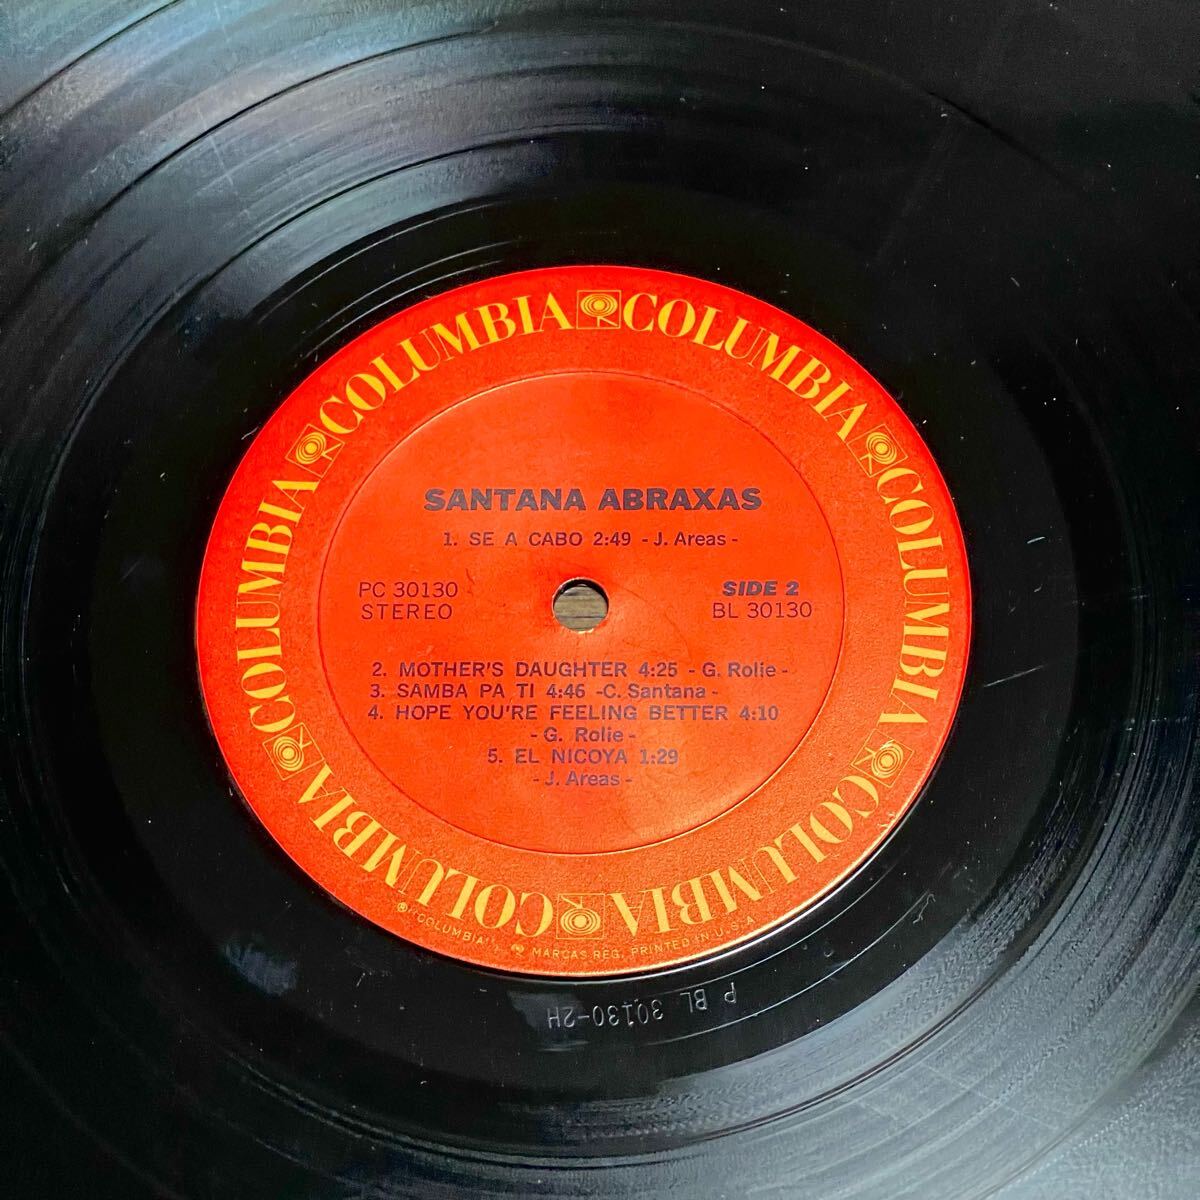 COLUMBIA COLUMBIA COLUMBIA COLUMBIA COLUMBIA COLUMBIA
SANTANA ABRAXAS
1. SE A CABO 2:49 - J. Areas -
PC 30130
STEREO
SIDE 2
BL 30130
2. MOTHER'S DAUGHTER 4:25 - G. Rolie -
3. SAMBA PA TI 4:46 -C. Santana -
4. HOPE YOU'RE FEELING BETTER 4:10
- G. Rolie -
5. EL NICOYA 1:29
- J. Areas -
® "COLUMBIA", MARCAS REG. PRINTED IN U.S.A.
P BL 30130-2H